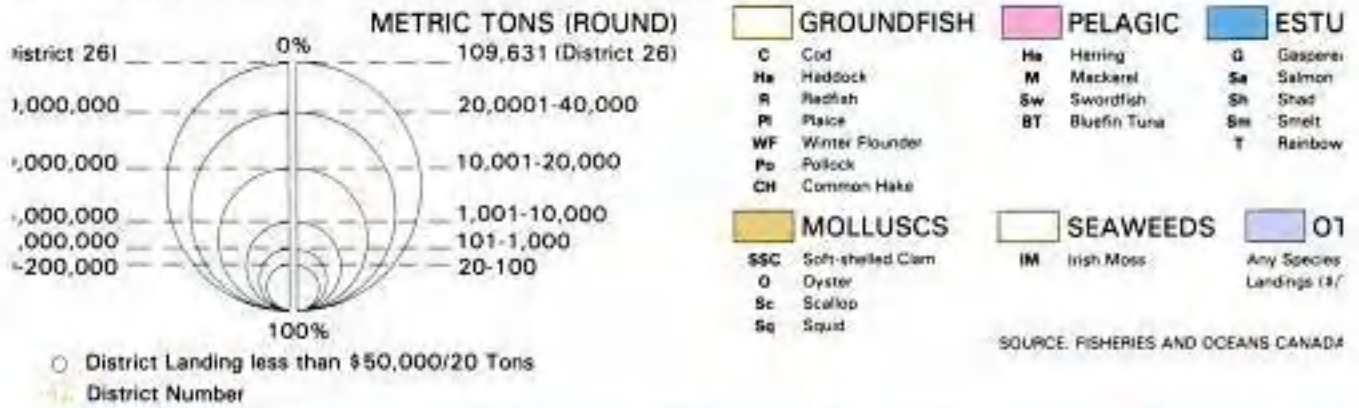 METRIC TONS (ROUND)
istrict 26)
0%
109,631 (District 26)
,000,000
20,0001-40,000
,000,000
10,001-20,000
,000,000
1,001-10,000
,000,000
101-1,000
-200,000
20-100
100%
District Landing less than $50,000/20 Tons
District Number
GROUNDFISH
C Cod
Ha Haddock
R Redfish
Pl Plaice
WF Winter Flounder
Po Pollock
CH Common Hake
PELAGIC
He Herring
M Mackerel
Sw Swordfish
BT Bluefin Tuna
ESTU
G Gaspere
Sa Salmon
Sh Shad
Sm Smelt
T Rainbow
MOLLUSCS
SSC Soft-shelled Clam
O Oyster
Sc Scallop
Sq Squid
SEAWEEDS
IM Irish Moss
OT
Any Species
Landings ($/
SOURCE. FISHERIES AND OCEANS CANADA